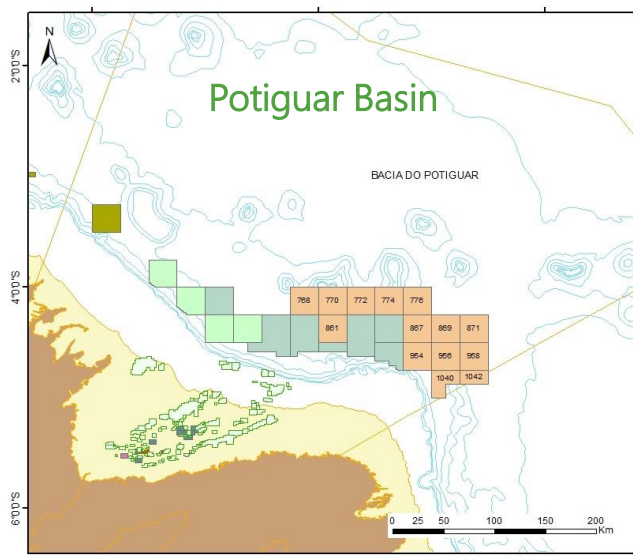 N
2°0'0"S
Potiguar Basin
BACIA DO POTIGUAR
4°0'0"S
768 770 772 774 776
861 867 869 871
954 956 958
1040 1042
6°0'0"S
0 25 50 100 150 200
Km